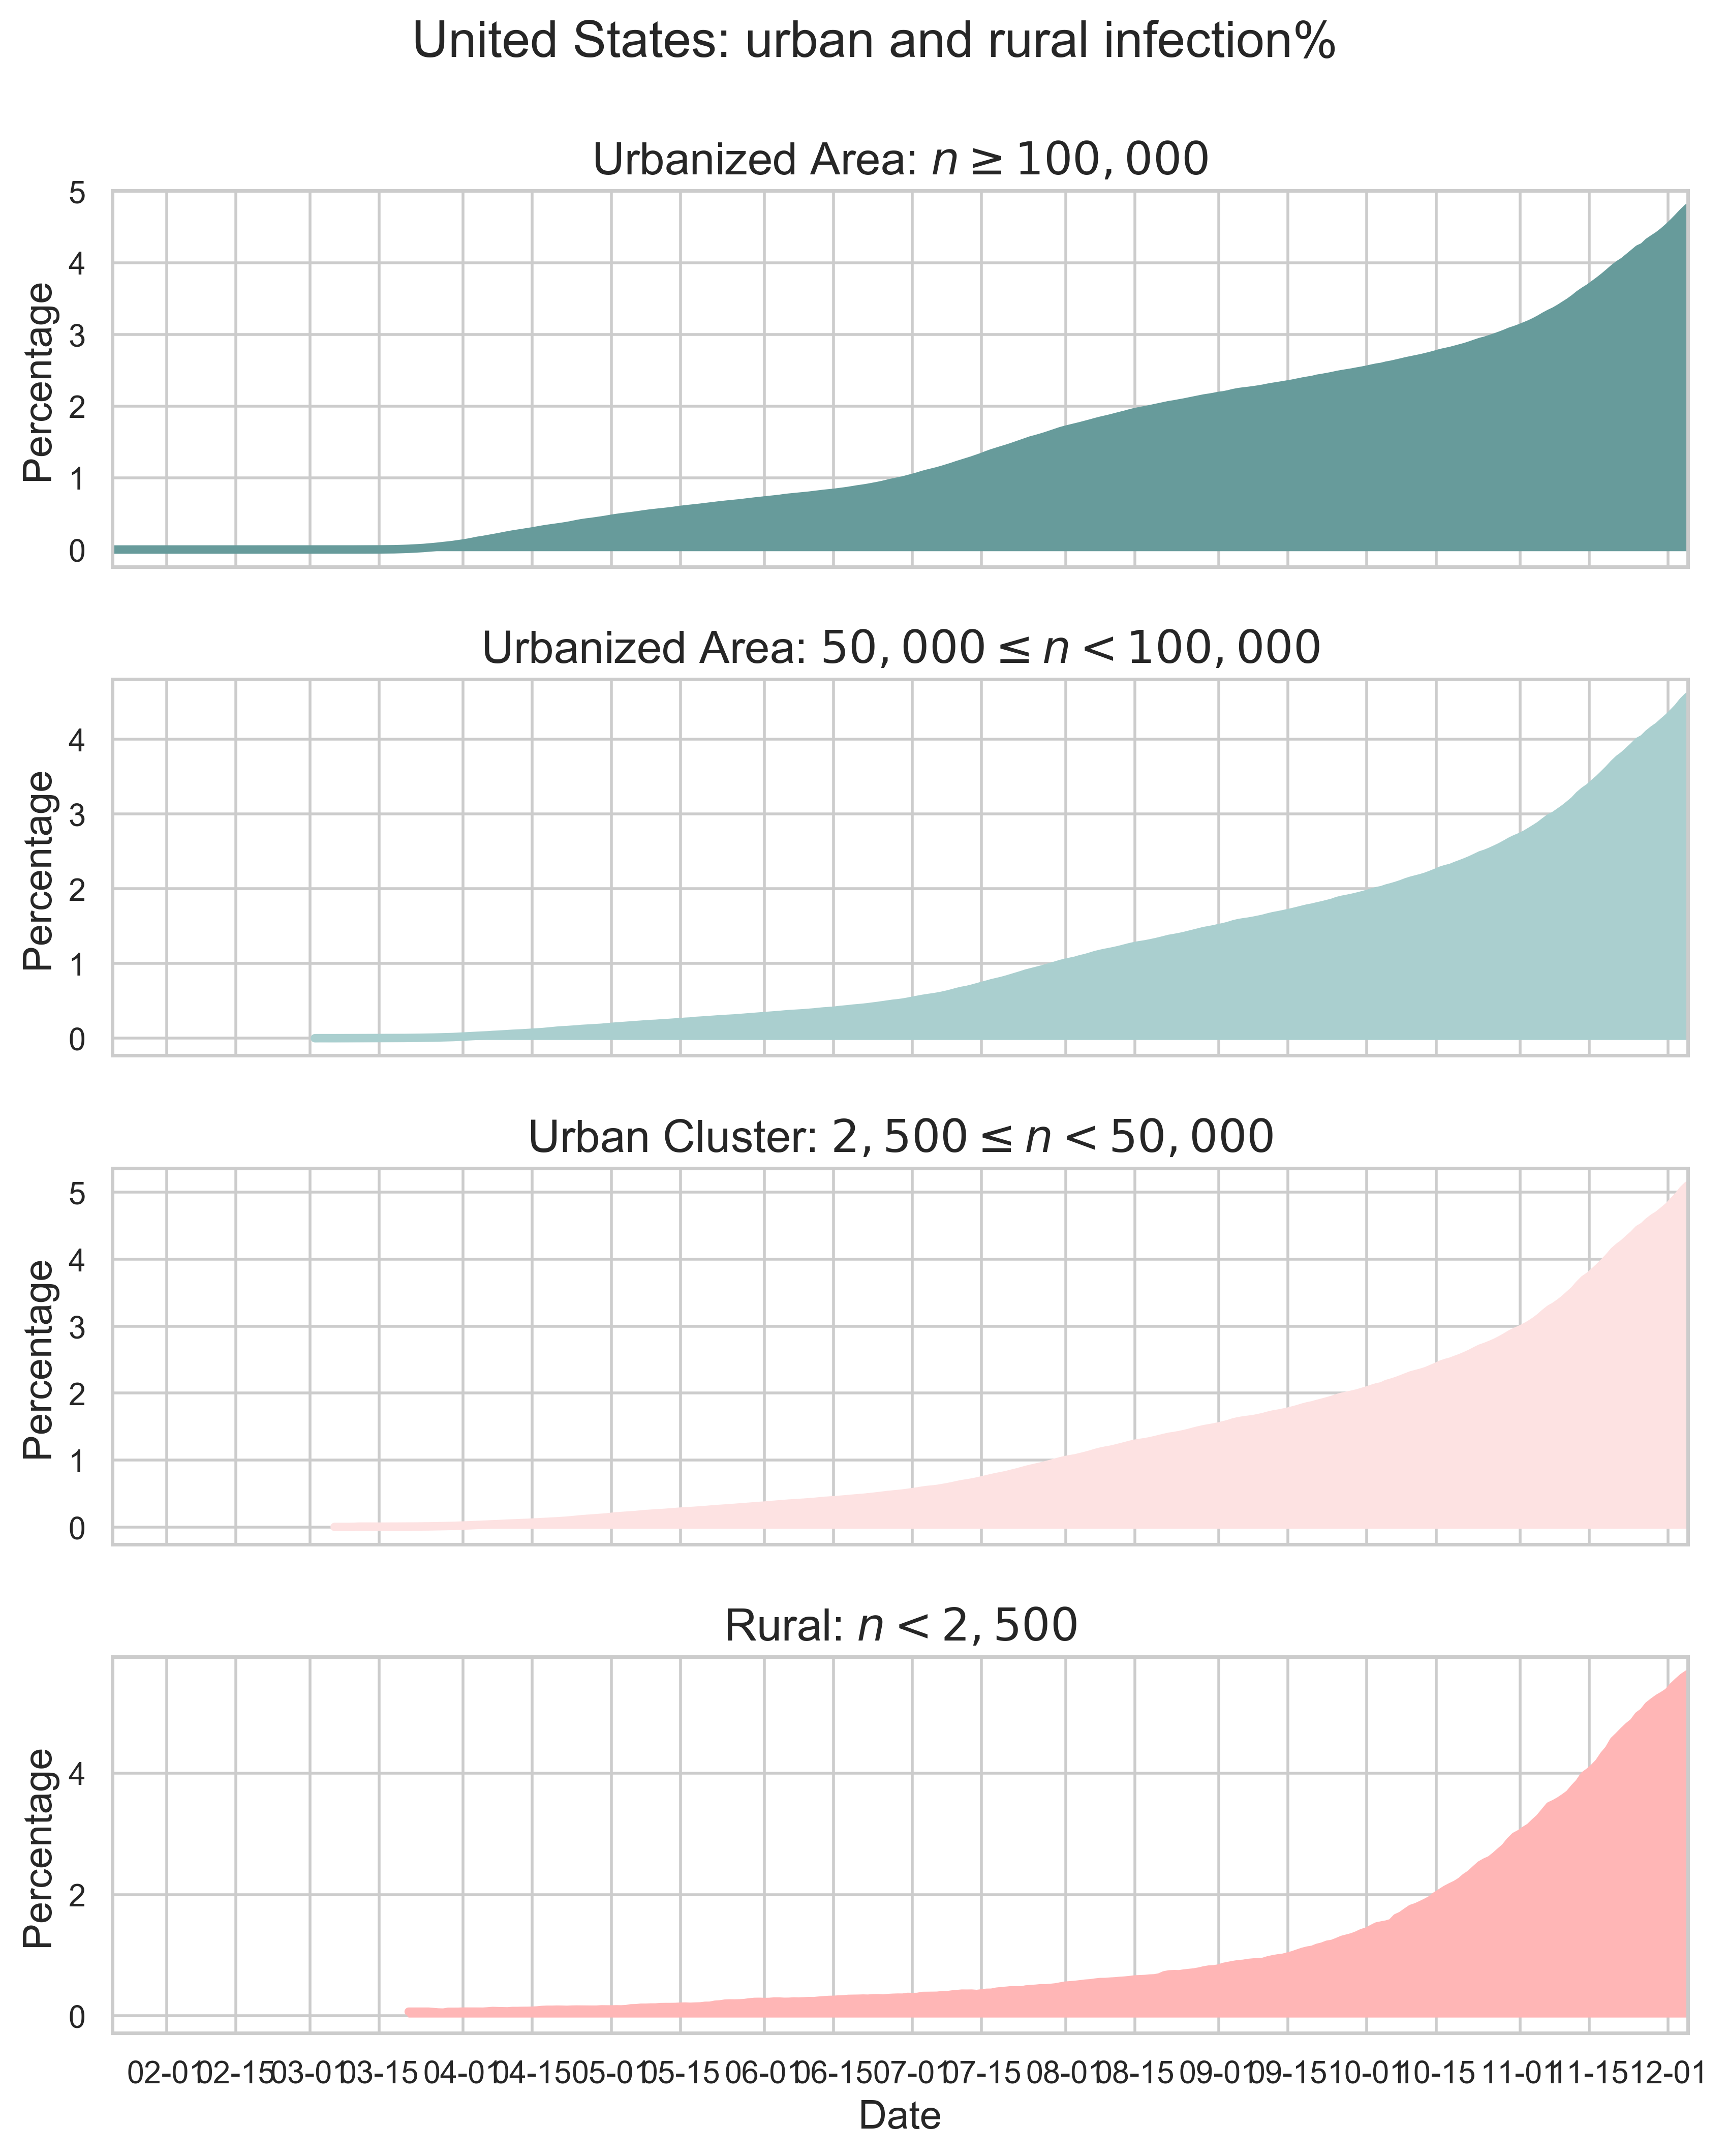 United States: urban and rural infection%
Urbanized Area: n ≥ 100, 000
5
4
3
2
1
0
Percentage
Urbanized Area: 50, 000 ≤ n < 100, 000
4
3
2
1
0
Percentage
Urban Cluster: 2, 500 ≤ n < 50, 000
5
4
3
2
1
0
Percentage
Rural: n < 2, 500
4
2
0
Percentage
02-01 02-15 03-01 03-15 04-01 04-15 05-01 05-15 06-01 06-15 07-01 07-15 08-01 08-15 09-01 09-15 10-01 10-15 11-01 11-15 12-01
Date